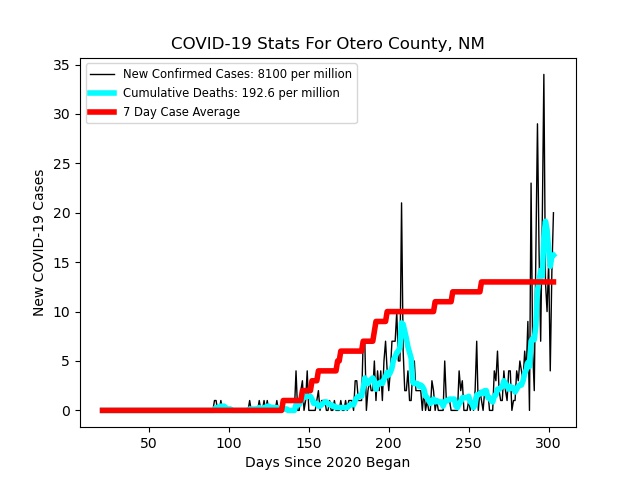 COVID-19 Stats For Otero County, NM
New Confirmed Cases: 8100 per million
Cumulative Deaths: 192.6 per million
7 Day Case Average
New COVID-19 Cases
35
30
25
20
15
10
5
0
50 100 150 200 250 300
Days Since 2020 Began